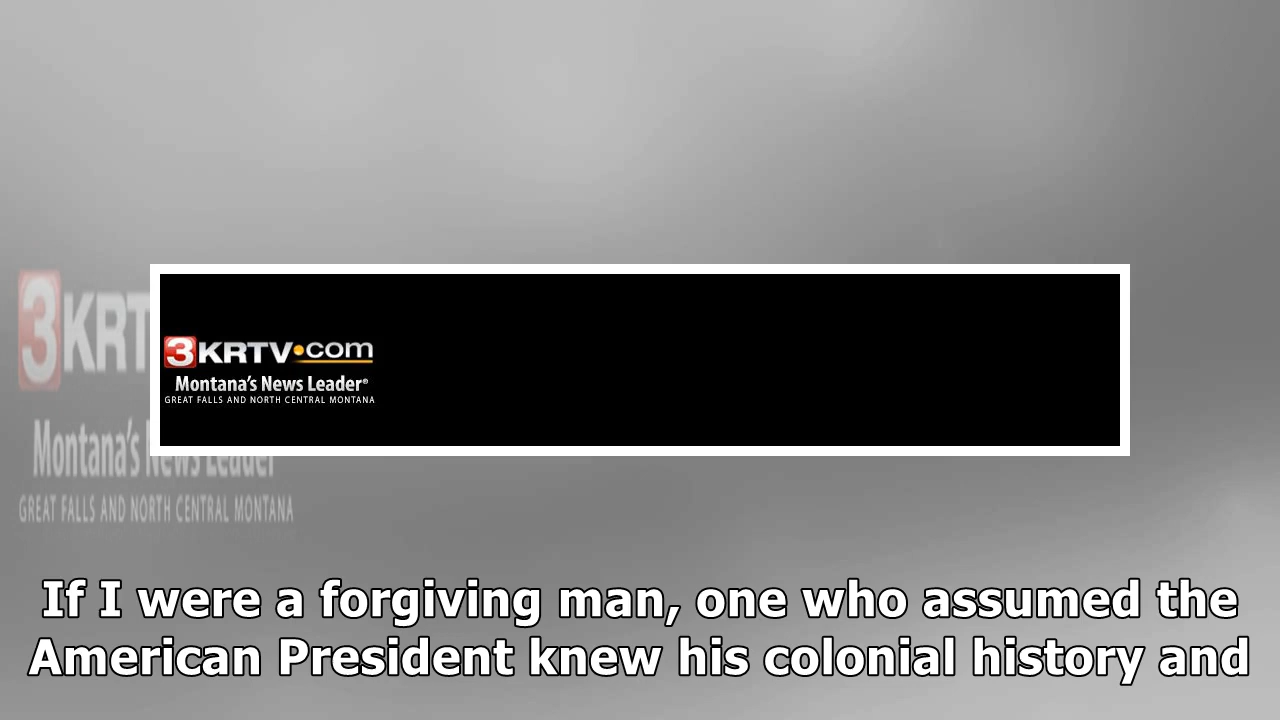 3KRTV•com
Montana's News Leader®
GREAT FALLS AND NORTH CENTRAL MONTANA
3KRT
Montana's News Leader
GREAT FALLS AND NORTH CENTRAL MONTANA
If I were a forgiving man, one who assumed the
American President knew his colonial history and